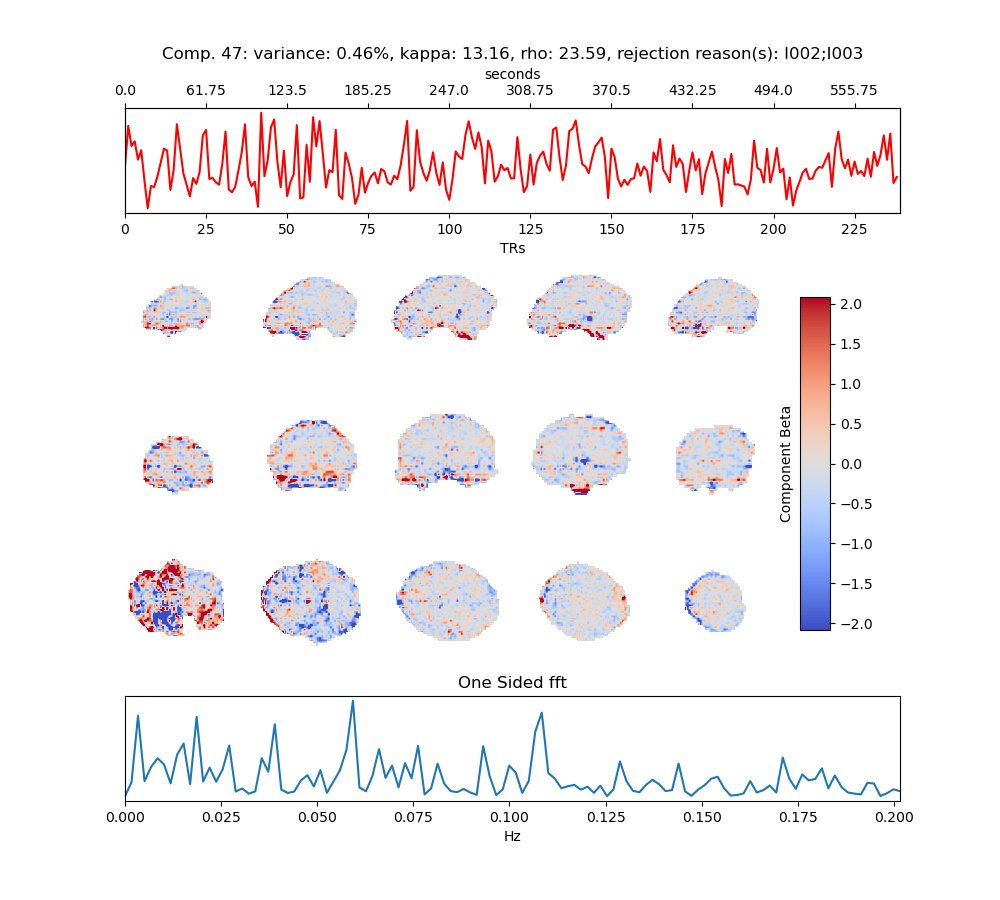 Comp. 47: variance: 0.46%, kappa: 13.16, rho: 23.59, rejection reason(s): I002;I003
seconds
0.0 61.75 123.5 185.25 247.0 308.75 370.5 432.25 494.0 555.75
0 25 50 75 100 125 150 175 200 225
TRs
2.0
1.5
1.0
0.5
0.0
−0.5
−1.0
−1.5
−2.0
Component Beta
One Sided fft
0.000 0.025 0.050 0.075 0.100 0.125 0.150 0.175 0.200
Hz